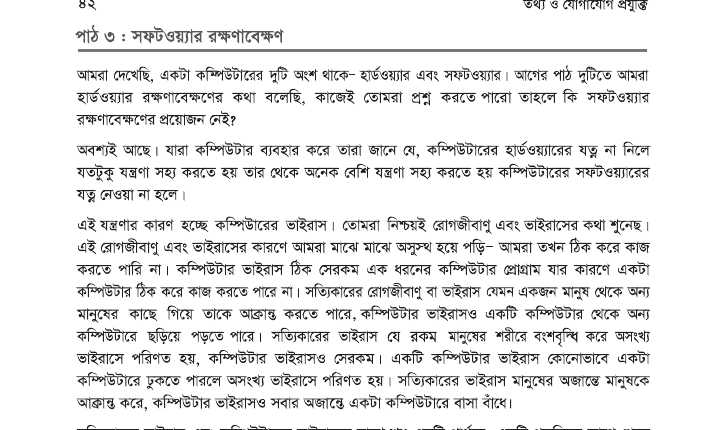 ৪২
তথ্য ও যোগাযোগ প্রযুক্তি
পাঠ ৩ : সফটওয়্যার রক্ষণাবেক্ষণ
আমরা দেখেছি, একটা কম্পিউটারের দুটি অংশ থাকে– হার্ডওয়্যার এবং সফটওয়্যার। আগের পাঠ দুটিতে আমরা
হার্ডওয়্যার রক্ষণাবেক্ষণের কথা বলেছি, কাজেই তোমরা প্রশ্ন করতে পারো তাহলে কি সফটওয়্যার
রক্ষণাবেক্ষণের প্রয়োজন নেই?
অবশ্যই আছে। যারা কম্পিউটার ব্যবহার করে তারা জানে যে, কম্পিউটারের হার্ডওয়্যারের যত্ন না নিলে
যতটুকু যন্ত্রণা সহ্য করতে হয় তার থেকে অনেক বেশি যন্ত্রণা সহ্য করতে হয় কম্পিউটারের সফটওয়্যারের
যত্ন নেওয়া না হলে।
এই যন্ত্রণার কারণ হচ্ছে কম্পিউারের ভাইরাস। তোমরা নিশ্চয়ই রোগজীবাণু এবং ভাইরাসের কথা শুনেছ।
এই রোগজীবাণু এবং ভাইরাসের কারণে আমরা মাঝে মাঝে অসুস্থ হয়ে পড়ি– আমরা তখন ঠিক করে কাজ
করতে পারি না। কম্পিউটার ভাইরাস ঠিক সেরকম এক ধরনের কম্পিউটার প্রোগ্রাম যার কারণে একটা
কম্পিউটার ঠিক করে কাজ করতে পারে না। সত্যিকারের রোগজীবাণু বা ভাইরাস যেমন একজন মানুষ থেকে অন্য
মানুষের কাছে গিয়ে তাকে আক্রান্ত করতে পারে, কম্পিউটার ভাইরাসও একটি কম্পিউটার থেকে অন্য
কম্পিউটারে ছড়িয়ে পড়তে পারে। সত্যিকারের ভাইরাস যে রকম মানুষের শরীরে বংশবৃদ্ধি করে অসংখ্য
ভাইরাসে পরিণত হয়, কম্পিউটার ভাইরাসও সেরকম। একটি কম্পিউটার ভাইরাস কোনোভাবে একটা
কম্পিউটারে ঢুকতে পারলে অসংখ্য ভাইরাসে পরিণত হয়। সত্যিকারের ভাইরাস মানুষের অজান্তে মানুষকে
আক্রান্ত করে, কম্পিউটার ভাইরাসও সবার অজান্তে একটা কম্পিউটারে বাসা বাঁধে।